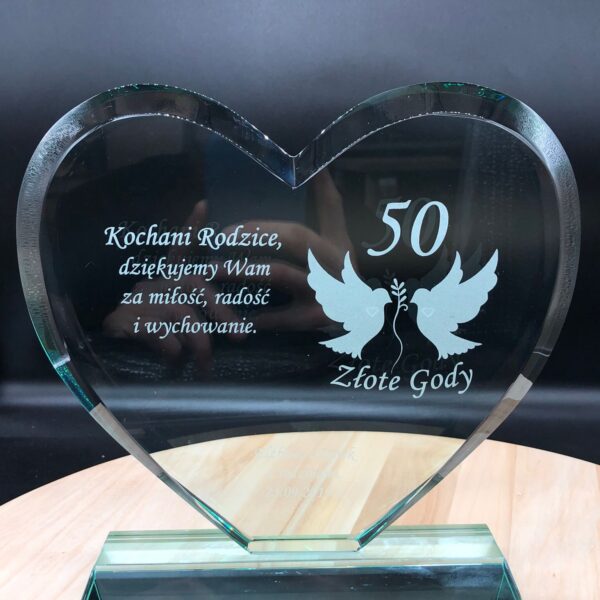 Kochani Rodzice,
dziękujemy Wam
za miłość, radość
i wychowanie.
50
Złote Gody